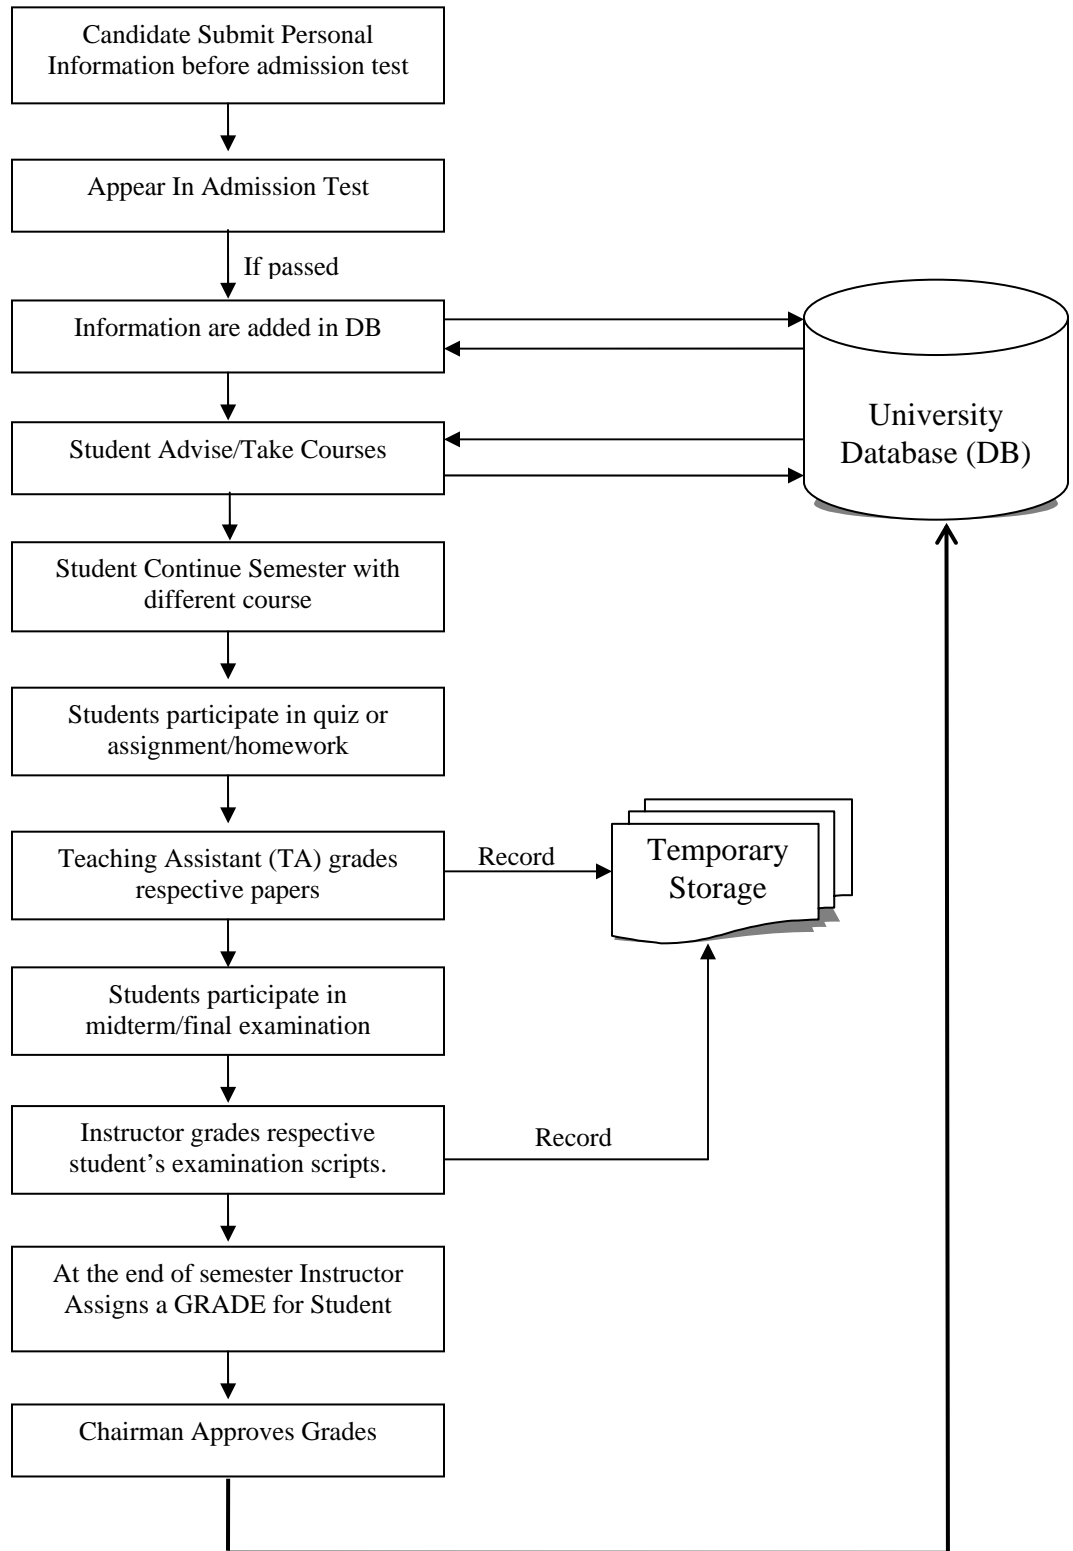 Candidate Submit Personal
Information before admission test
Appear In Admission Test
If passed
Information are added in DB
University
Database (DB)
Student Advise/Take Courses
Student Continue Semester with
different course
Students participate in quiz or
assignment/homework
Teaching Assistant (TA) grades
respective papers
Record
Temporary
Storage
Students participate in
midterm/final examination
Instructor grades respective
student’s examination scripts.
Record
At the end of semester Instructor
Assigns a GRADE for Student
Chairman Approves Grades